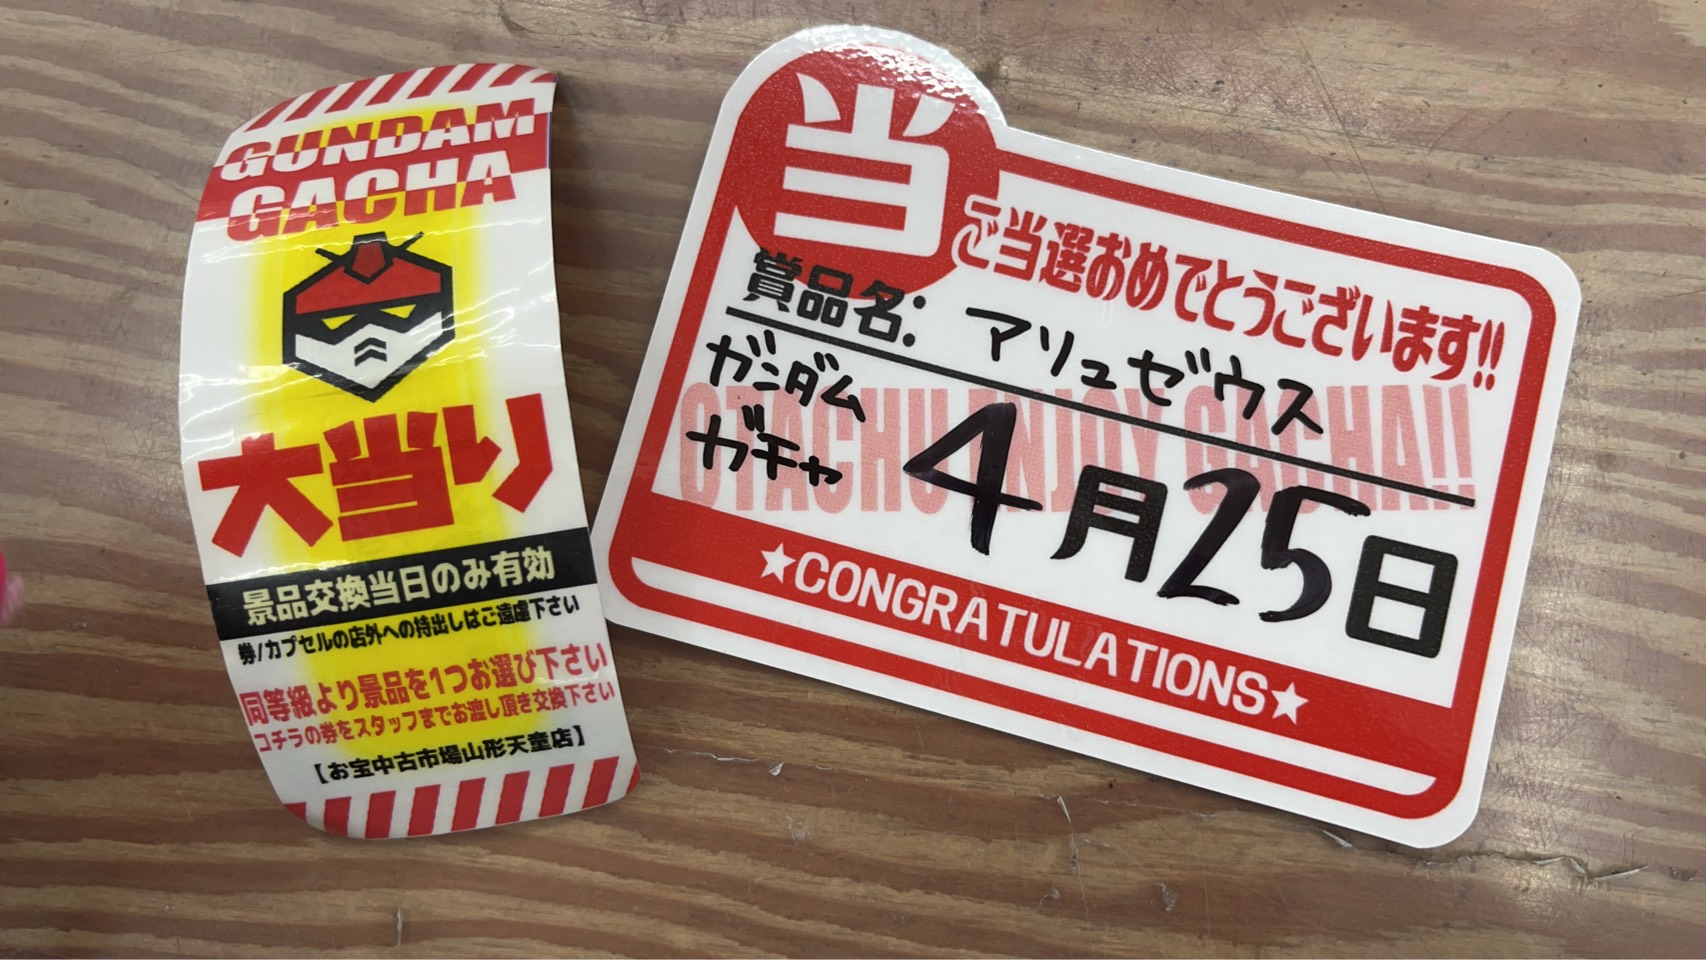 GUNDAM
GACHA
大当り
景品交換当日のみ有効
券/カプセルの店外への持出しはご遠慮下さい
同等級より景品を1つお選び下さい
コチラの券をスタッフまでお渡し頂き交換下さい
【お宝中古市場山形天童店】
当
ご当選おめでとうございます!!
賞品名: マリュゼウス
ガンダム
ガチャ
4月25日
OTACHU ENJOY GACHA!!
★CONGRATULATIONS★